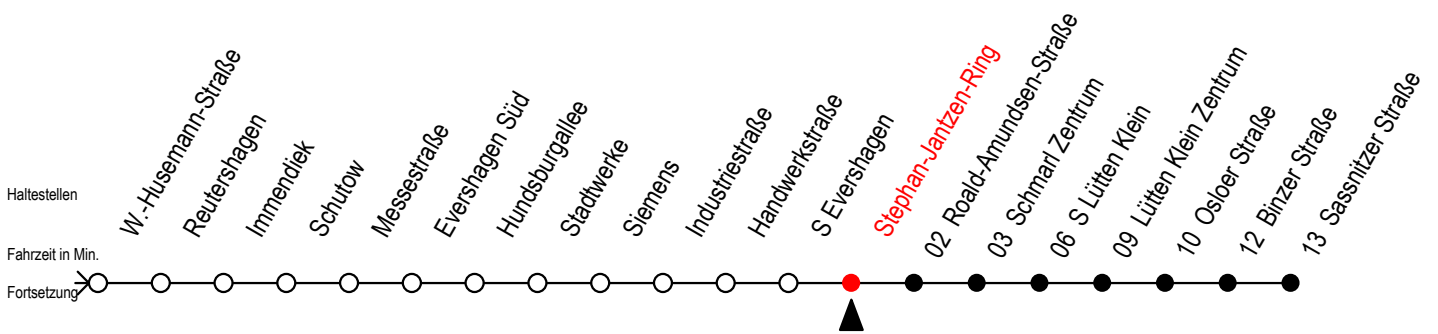 Haltestellen
Fahrzeit in Min.
Fortsetzung
W.-Husemann-Straße
Reutershagen
Immendiek
Schutow
Messestraße
Evershagen Süd
Hundsburgallee
Stadtwerke
Siemens
Industriestraße
Handwerkstraße
S Evershagen
Stephan-Jantzen-Ring
02 Roald-Amundsen-Straße
03 Schmarl Zentrum
06 S Lütten Klein
09 Lütten Klein Zentrum
10 Osloer Straße
12 Binzer Straße
13 Sassnitzer Straße